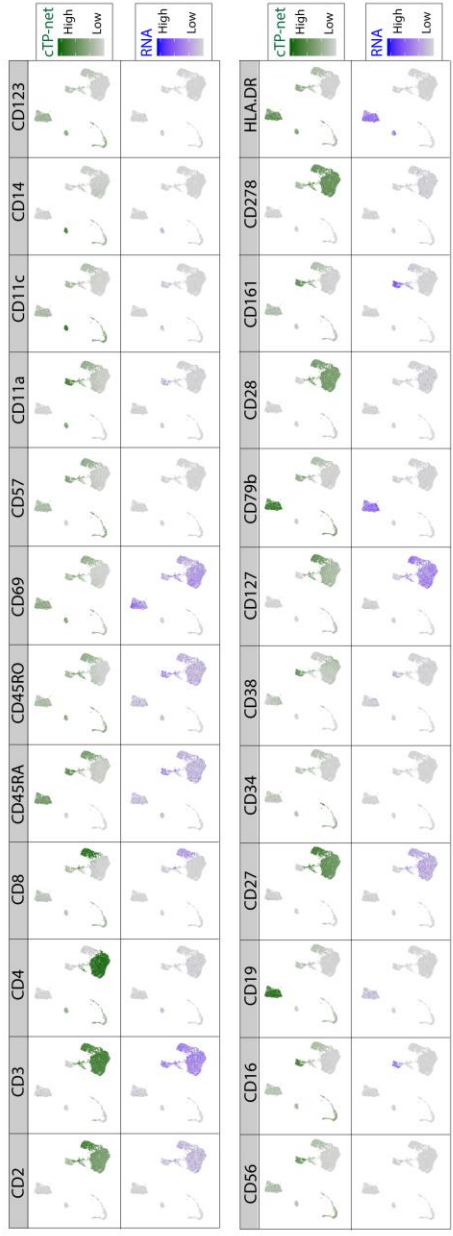 CD2 CD3 CD4 CD8 CD45RA CD45RO CD69 CD57 CD11a CD11c CD14 CD123
cTP-net
High
Low
RNA
High
Low
CD56 CD16 CD19 CD27 CD34 CD38 CD127 CD79b CD28 CD161 CD278 HLA.DR
cTP-net
High
Low
RNA
High
Low